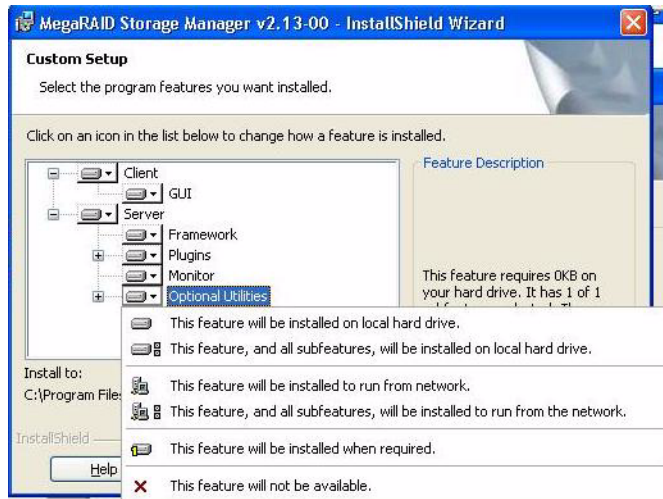 MegaRAID Storage Manager v2.13-00 - InstallShield Wizard
Custom Setup
Select the program features you want installed.
Click on an icon in the list below to change how a feature is installed.
Client
GUI
Server
Framework
Plugins
Monitor
Optional Utilities
Feature Description
This feature requires 0KB on
your hard drive. It has 1 of 1
This feature will be installed on local hard drive.
This feature, and all subfeatures, will be installed on local hard drive.
This feature will be installed to run from network.
This feature, and all subfeatures, will be installed to run from the network.
This feature will be installed when required.
This feature will not be available.
Install to:
C:\Program File
InstallShield
Help